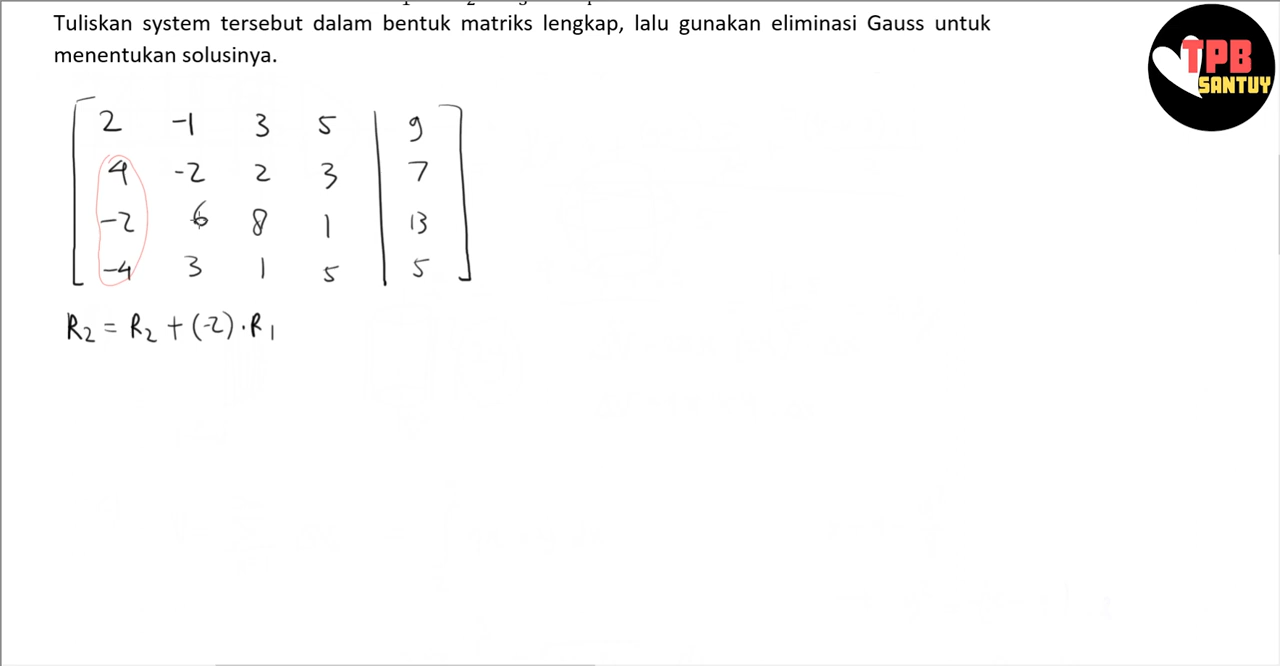 Tuliskan system tersebut dalam bentuk matriks lengkap, lalu gunakan eliminasi Gauss untuk
menentukan solusinya.
TPB
SANTUY
2 -1 3 5 9
4 -2 2 3 7
-2 6 8 1 13
-4 3 1 5 5
R2 = R2 + (-2) . R1